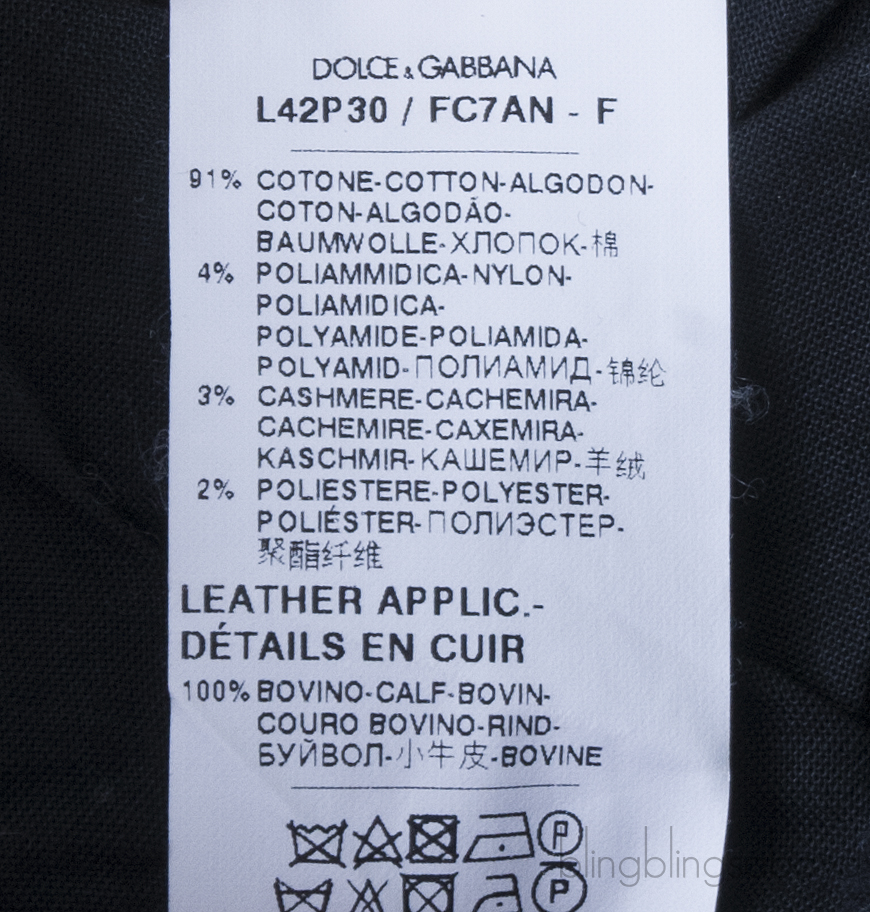 DOLCE & GABBANA
L42P30 / FC7AN - F
91% COTONE-COTTON-ALGODON-
COTON-ALGODÃO-
BAUMWOLLE-ХЛОПОК-棉
4% POLIAMMIDICA-NYLON-
POLIAMIDICA-
POLYAMIDE-POLIAMIDA-
POLYAMID-ПОЛИАМИД-锦纶
3% CASHMERE-CACHEMIRA-
CACHEMIRE-CAXEMIRA-
KASCHMIR-КАШЕМИР-羊绒
2% POLIESTERE-POLYESTER-
POLIÉSTER-ПОЛИЭСТЕР-
聚酯纤维
LEATHER APPLIC.-
DÉTAILS EN CUIR
100% BOVINO-CALF-BOVIN-
COURO BOVINO-RIND-
БУЙВОЛ-小牛皮-BOVINE
P
P